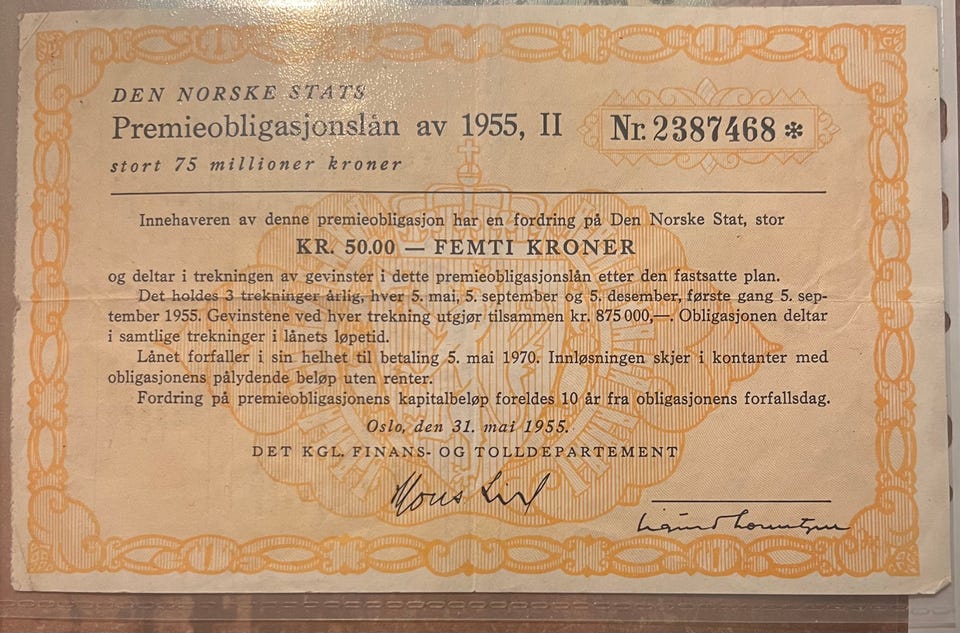 DEN NORSKE STATS
Premieobligasjonslån av 1955, II
Nr. 2387468 *
stort 75 millioner kroner
Innehaveren av denne premieobligasjon har en fordring på Den Norske Stat, stor
KR. 50.00 — FEMTI KRONER
og deltar i trekningen av gevinster i dette premieobligasjonslån etter den fastsatte plan.
Det holdes 3 trekninger årlig, hver 5. mai, 5. september og 5. desember, første gang 5. sep-
tember 1955. Gevinstene ved hver trekning utgjør tilsammen kr. 875 000,—. Obligasjonen deltar
i samtlige trekninger i lånets løpetid.
Lånet forfaller i sin helhet til betaling 5. mai 1970. Innløsningen skjer i kontanter med
obligasjonens pålydende beløp uten renter.
Fordring på premieobligasjonens kapitalbeløp foreldes 10 år fra obligasjonens forfallsdag.
Oslo, den 31. mai 1955.
DET KGL. FINANS- OG TOLLDEPARTEMENT